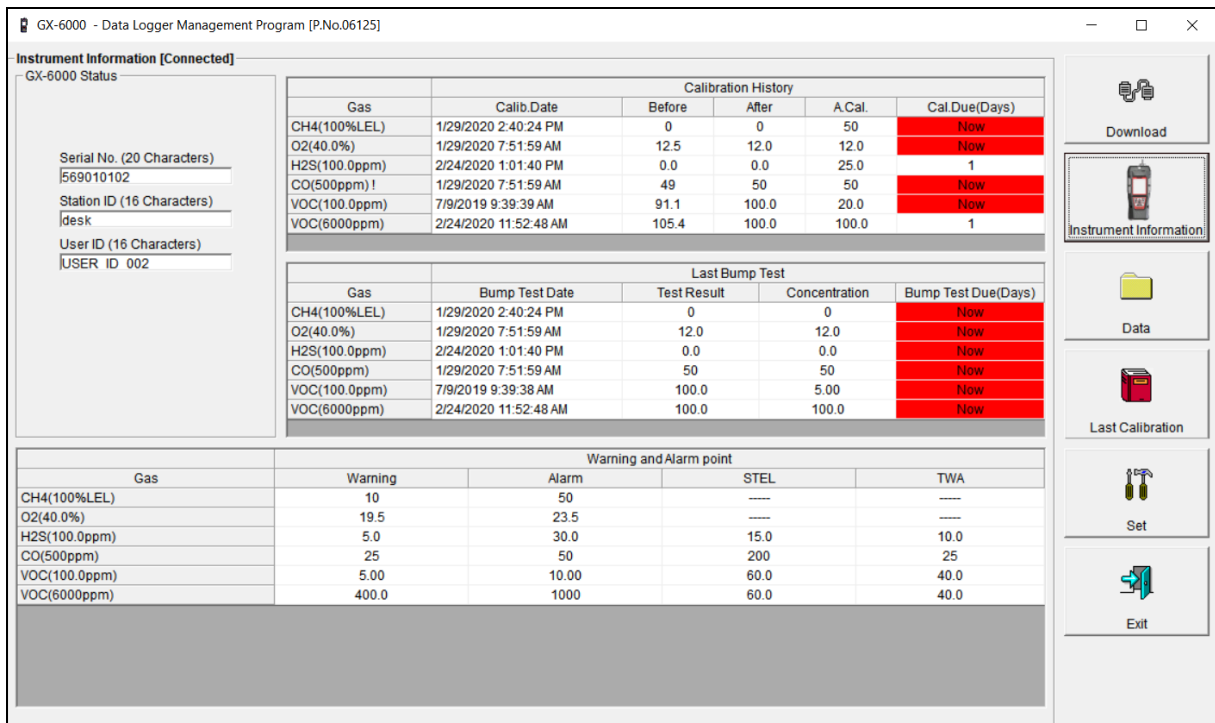 GX-6000 - Data Logger Management Program [P.No.06125]
Instrument Information [Connected]
GX-6000 Status
Serial No. (20 Characters)
569010102
Station ID (16 Characters)
desk
User ID (16 Characters)
USER_ID_002
Calibration History
Gas Calib.Date Before After A.Cal. Cal.Due(Days)
CH4(100%LEL) 1/29/2020 2:40:24 PM 0 0 50 Now
O2(40.0%) 1/29/2020 7:51:59 AM 12.5 12.0 12.0 Now
H2S(100.0ppm) 2/24/2020 1:01:40 PM 0.0 0.0 25.0 1
CO(500ppm) ! 1/29/2020 7:51:59 AM 49 50 50 Now
VOC(100.0ppm) 7/9/2019 9:39:39 AM 91.1 100.0 20.0 Now
VOC(6000ppm) 2/24/2020 11:52:48 AM 105.4 100.0 100.0 1
Last Bump Test
Gas Bump Test Date Test Result Concentration Bump Test Due(Days)
CH4(100%LEL) 1/29/2020 2:40:24 PM 0 0 Now
O2(40.0%) 1/29/2020 7:51:59 AM 12.0 12.0 Now
H2S(100.0ppm) 2/24/2020 1:01:40 PM 0.0 0.0 Now
CO(500ppm) 1/29/2020 7:51:59 AM 50 50 Now
VOC(100.0ppm) 7/9/2019 9:39:38 AM 100.0 5.00 Now
VOC(6000ppm) 2/24/2020 11:52:48 AM 100.0 100.0 Now
Warning and Alarm point
Gas Warning Alarm STEL TWA
CH4(100%LEL) 10 50 ----- -----
O2(40.0%) 19.5 23.5 ----- -----
H2S(100.0ppm) 5.0 30.0 15.0 10.0
CO(500ppm) 25 50 200 25
VOC(100.0ppm) 5.00 10.00 60.0 40.0
VOC(6000ppm) 400.0 1000 60.0 40.0
Download
Instrument Information
Data
Last Calibration
Set
Exit